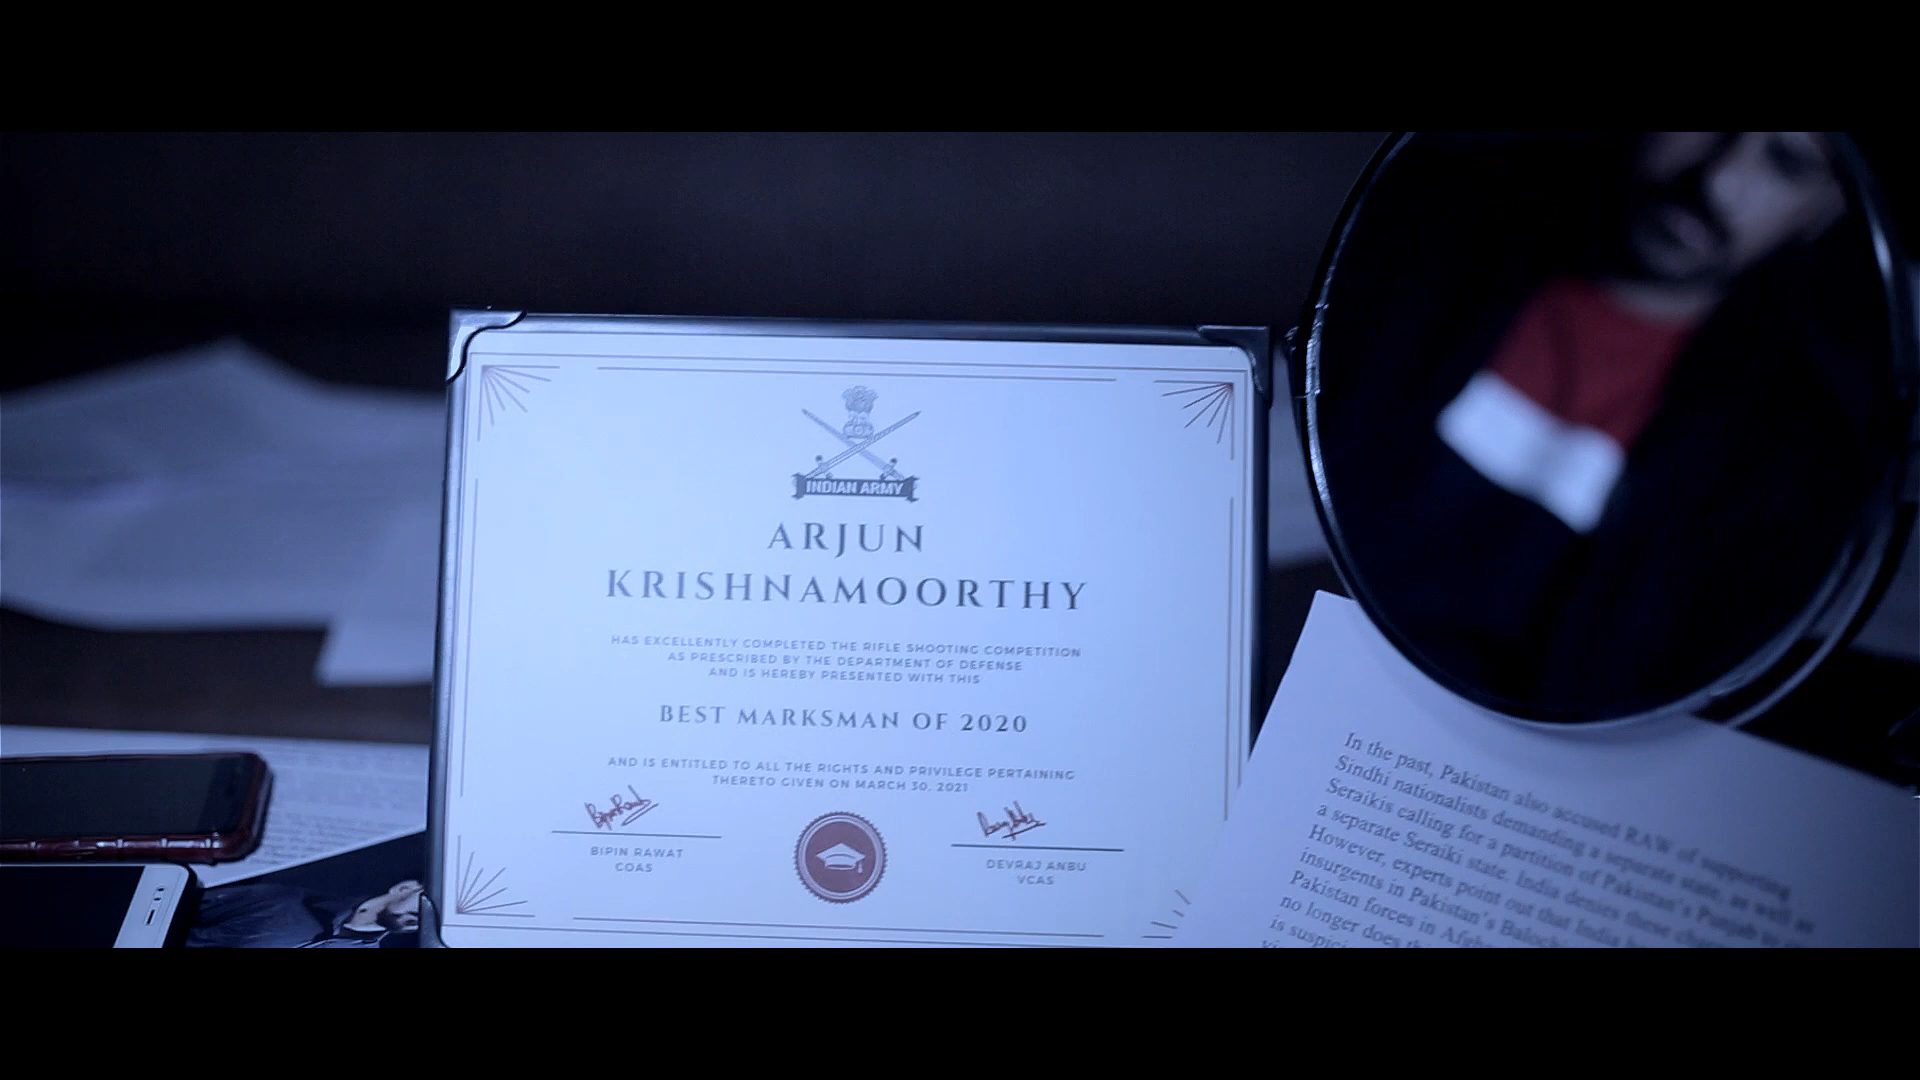 INDIAN ARMY
ARJUN
KRISHNAMOORTHY
HAS EXCELLENTLY COMPLETED THE RIFLE SHOOTING COMPETITION
AS PRESCRIBED BY THE DEPARTMENT OF DEFENSE
AND IS HEREBY PRESENTED WITH THIS
BEST MARKSMAN OF 2020
AND IS ENTITLED TO ALL THE RIGHTS AND PRIVILEGE PERTAINING
THERETO GIVEN ON MARCH 30, 2021
BIPIN RAWAT
COAS
DEVRAJ ANBU
VCAS
In the past, Pakistan also accused RAW of supporting
Sindhi nationalists demanding a separate state, as well as
Seraikis calling for a partition of Pakistan's Punjab to
a separate Seraiki state. India denies these
However, experts point out that India
insurgents in Pakistan's
Pakistan forces in
no longer does
is